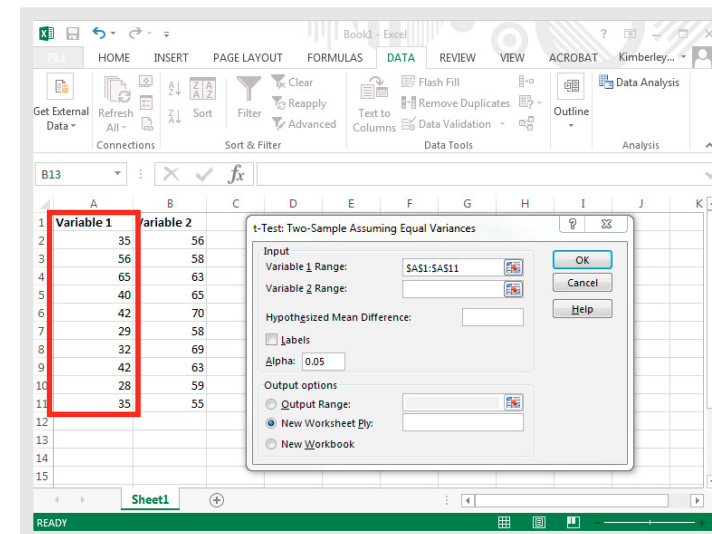 Book1 - Excel
?
FILE HOME INSERT PAGE LAYOUT FORMULAS DATA REVIEW VIEW ACROBAT Kimberley...
Get External Data
Refresh All
Connections
Sort
Filter
Clear
Reapply
Advanced
Sort & Filter
Text to Columns
Flash Fill
Remove Duplicates
Data Validation
Data Tools
Outline
Data Analysis
Analysis
B13 fx
A B C D E F G H I J K
1 Variable 1 Variable 2
2 35 56
3 56 58
4 65 63
5 40 65
6 42 70
7 29 58
8 32 69
9 42 63
10 28 59
11 35 55
12
13
14
15
t-Test: Two-Sample Assuming Equal Variances
?
Input
Variable 1 Range: $A$1:$A$11
Variable 2 Range:
Hypothesized Mean Difference:
Labels
Alpha: 0.05
Output options
Output Range:
New Worksheet Ply:
New Workbook
OK
Cancel
Help
Sheet1
READY